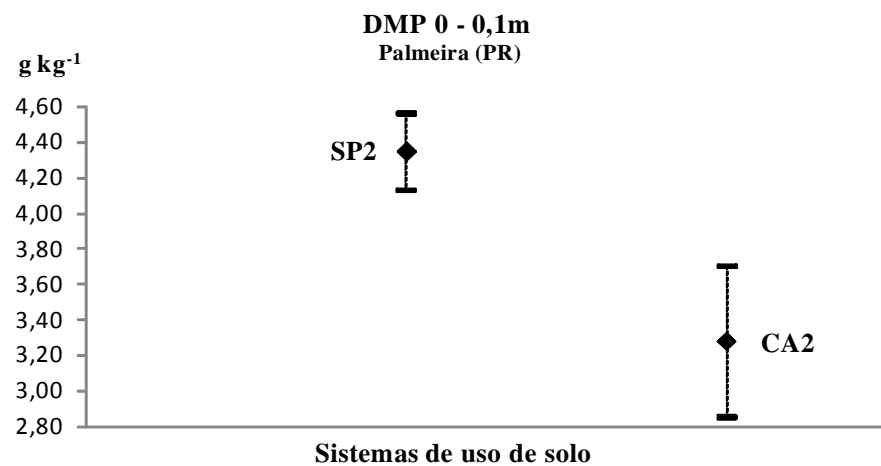 DMP 0 - 0,1m
Palmeira (PR)
g kg-1
4,60
4,40
4,20
4,00
3,80
3,60
3,40
3,20
3,00
2,80
SP2
CA2
Sistemas de uso de solo